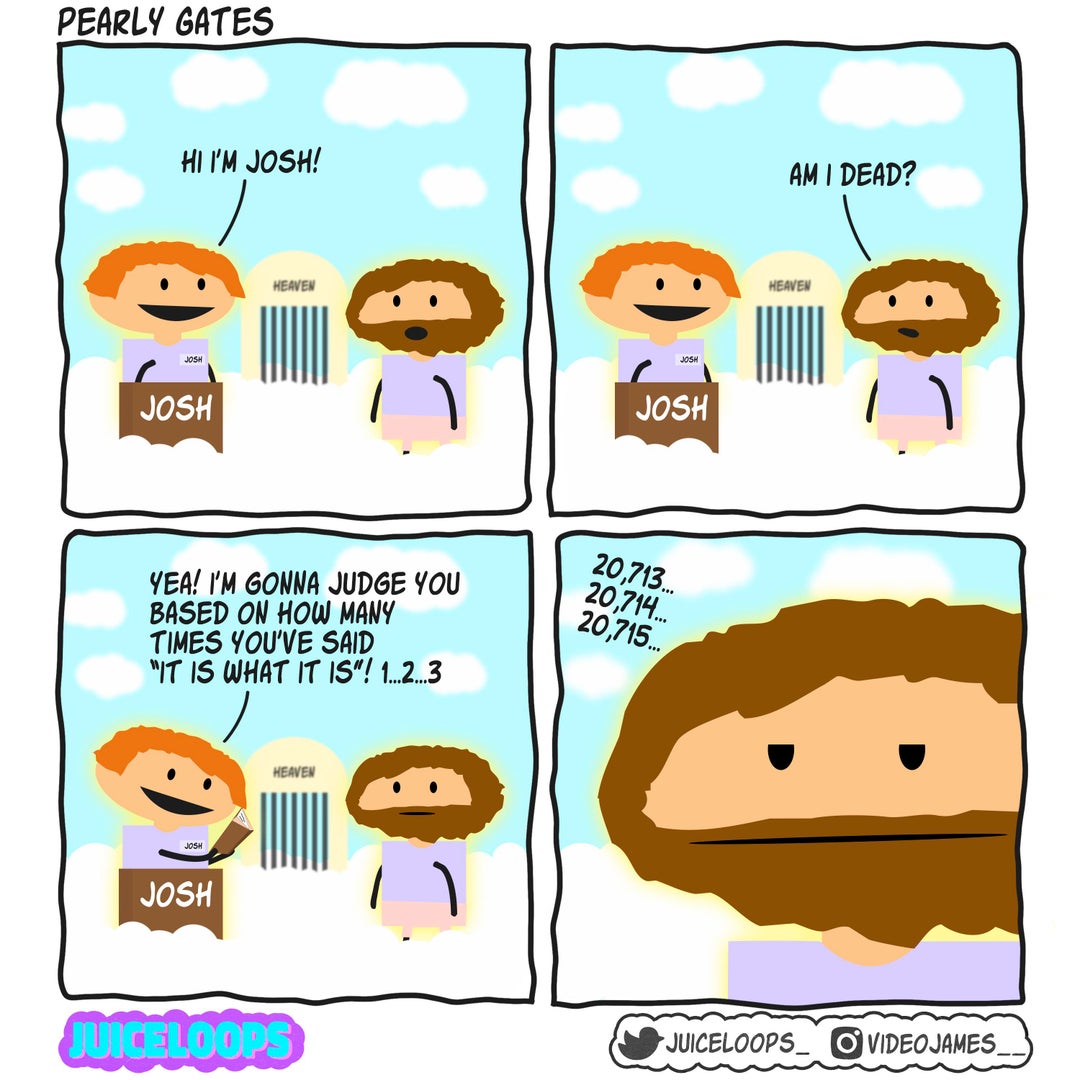 PEARLY GATES
HI I'M JOSH!
HEAVEN
JOSH
JOSH
AM I DEAD?
HEAVEN
JOSH
JOSH
YEA! I'M GONNA JUDGE YOU
BASED ON HOW MANY
TIMES YOU'VE SAID
"IT IS WHAT IT IS"! 1...2...3
HEAVEN
JOSH
JOSH
20,713...
20,714...
20,715...
JUICELOOPS
JUICELOOPS_
VIDEOJAMES__